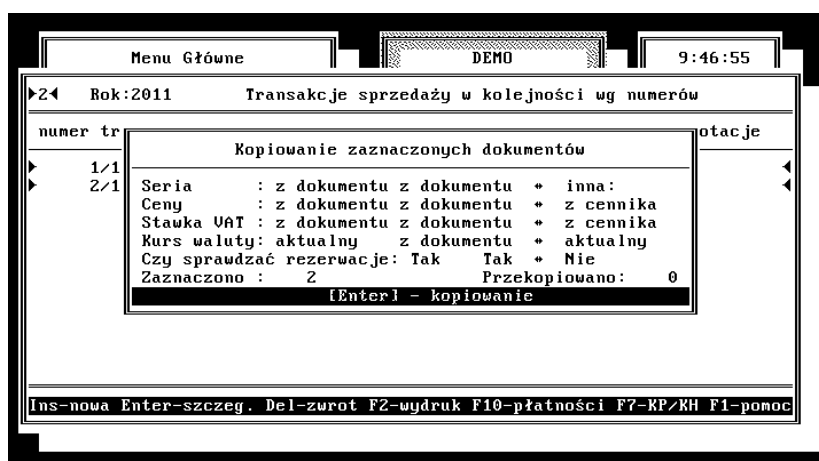 Menu Główne DEMO 9:46:55
2 Rok:2011 Transakcje sprzedaży w kolejności wg numerów
numer tr otacje
Kopiowanie zaznaczonych dokumentów
1/1
2/1
Seria : z dokumentu z dokumentu ↔ inna:
Ceny : z dokumentu z dokumentu ↔ z cennika
Stawka VAT : z dokumentu z dokumentu ↔ z cennika
Kurs waluty: aktualny z dokumentu ↔ aktualny
Czy sprawdzać rezerwacje: Tak Tak ↔ Nie
Zaznaczono : 2 Przekopiowano: 0
[Enter] - kopiowanie
Ins-nowa Enter-szczeg. Del-zwrot F2-wydruk F10-płatności F7-KP/KH F1-pomoc